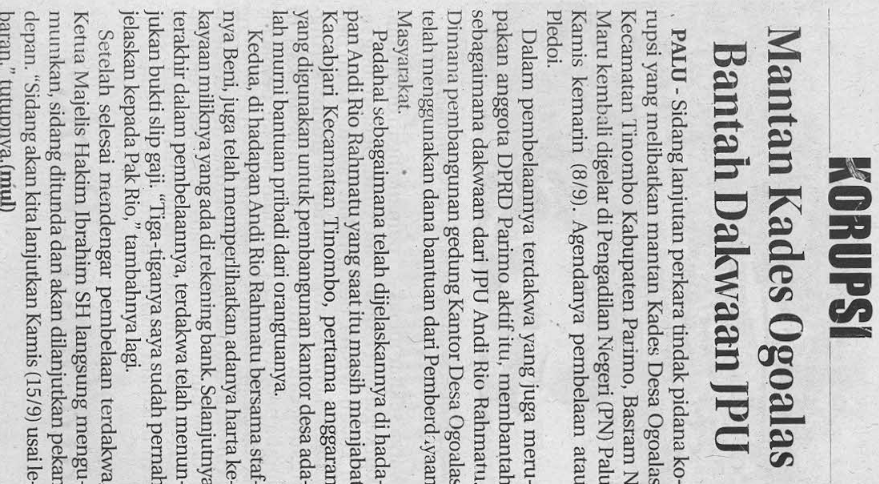 KORUPSI
Mantan Kades Ogoalas
Bantah Dakwaan JPU
PALU - Sidang lanjutan perkara tindak pidana ko-
rupsi yang melibatkan mantan Kades Desa Ogoalas
Kecamatan Tinombo Kabupaten Parimo, Basram N
Maru kembali digelar di Pengadilan Negeri (PN) Palu
Kamis kemarin (8/9). Agendanya pembelaan atau
Pledoi.
Dalam pembelaannya terdakwa yang juga meru-
pakan anggota DPRD Parimo aktif itu, membantah
sebagaimana dakwaan dari JPU Andi Rio Rahmatu.
Dimana pembangunan gedung Kantor Desa Ogoalas
telah menggunakan dana bantuan dari Pemberdayaan
Masyarakat.
Padahal sebagaimana telah dijelaskannya di hada-
pan Andi Rio Rahmatu yang saat itu masih menjabat
Kacabjari Kecamatan Tinombo, pertama anggaran
yang digunakan untuk pembangunan kantor desa ada-
lah murni bantuan pribadi dari orangtuanya.
Kedua, di hadapan Andi Rio Rahmatu bersama staf-
nya Beni, juga telah memperlihatkan adanya harta ke-
kayaan miliknya yang ada di rekening bank. Selanjutnya
terakhir dalam pembelaannya, terdakwa telah menun-
jukan bukti slip gaji. "Tiga-tiganya saya sudah pernah
jelaskan kepada Pak Rio," tambahnya lagi.
Setelah selesai mendengar pembelaan terdakwa
Ketua Majelis Hakim Ibrahim SH langsung mengu-
mumkan, sidang ditunda dan akan dilanjutkan pekan
depan. "Sidang akan kita lanjutkan Kamis (15/9) usai le-
baran," tutupnya. (mul)